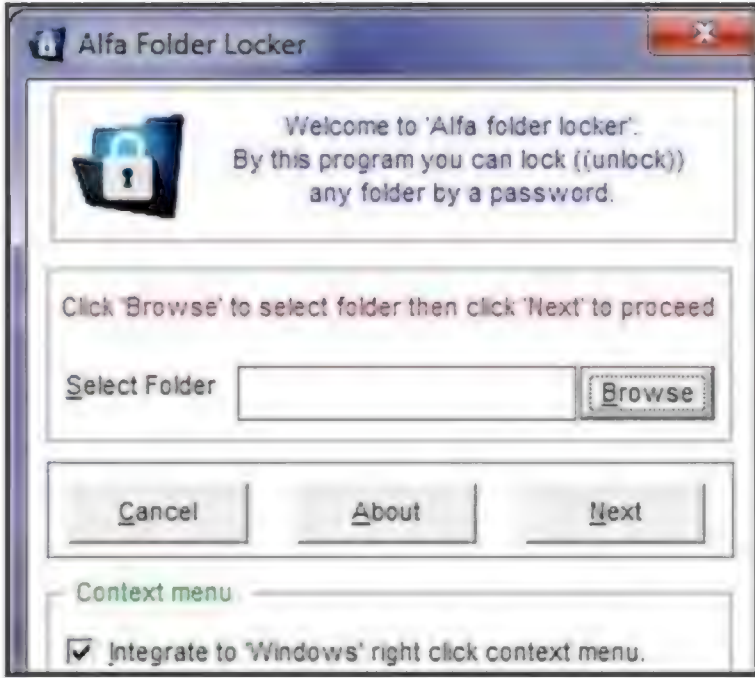 Alfa Folder Locker
Welcome to 'Alfa folder locker'.
By this program you can lock ((unlock))
any folder by a password.
Click 'Browse' to select folder then click 'Next' to proceed
Select Folder
Browse
Cancel
About
Next
Context menu
Integrate to 'Windows' right click context menu.